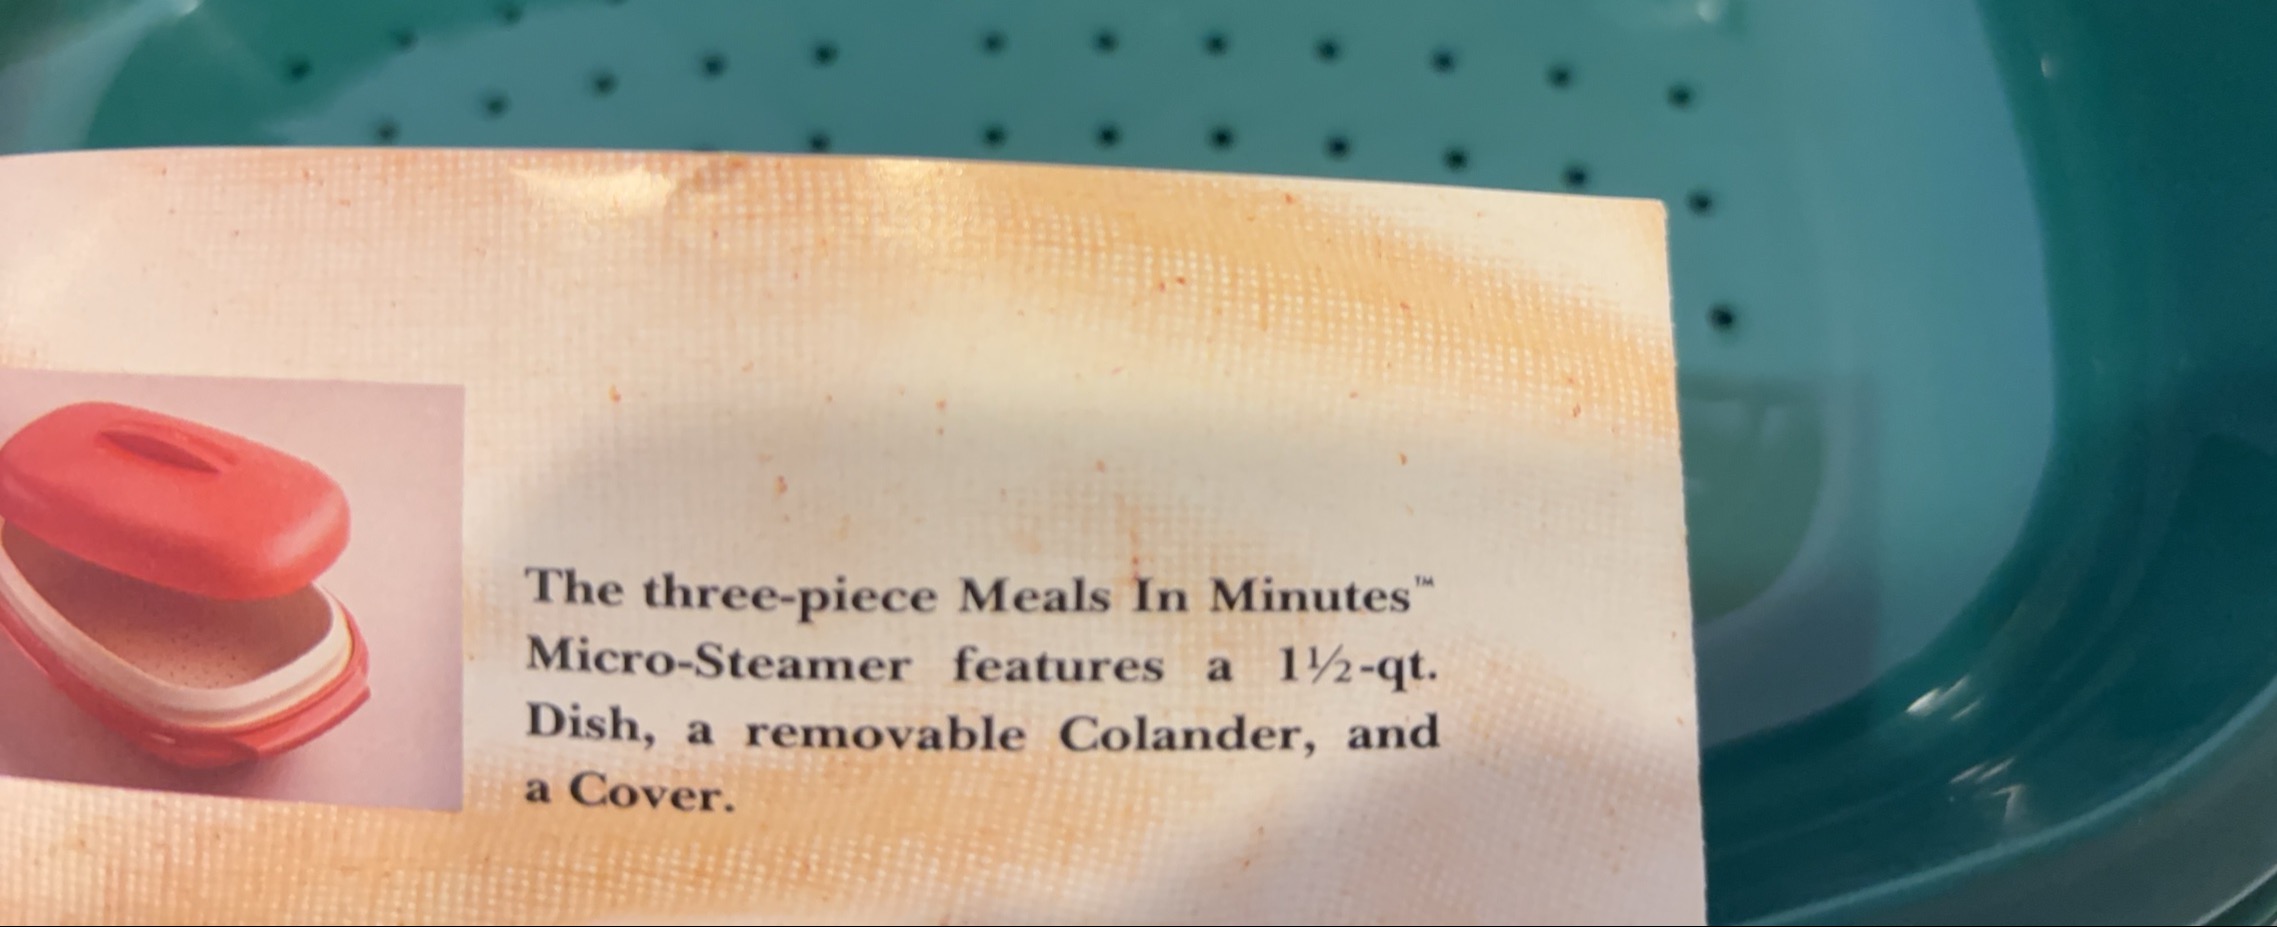 The three-piece Meals In Minutes™
Micro-Steamer features a 1½-qt.
Dish, a removable Colander, and
a Cover.